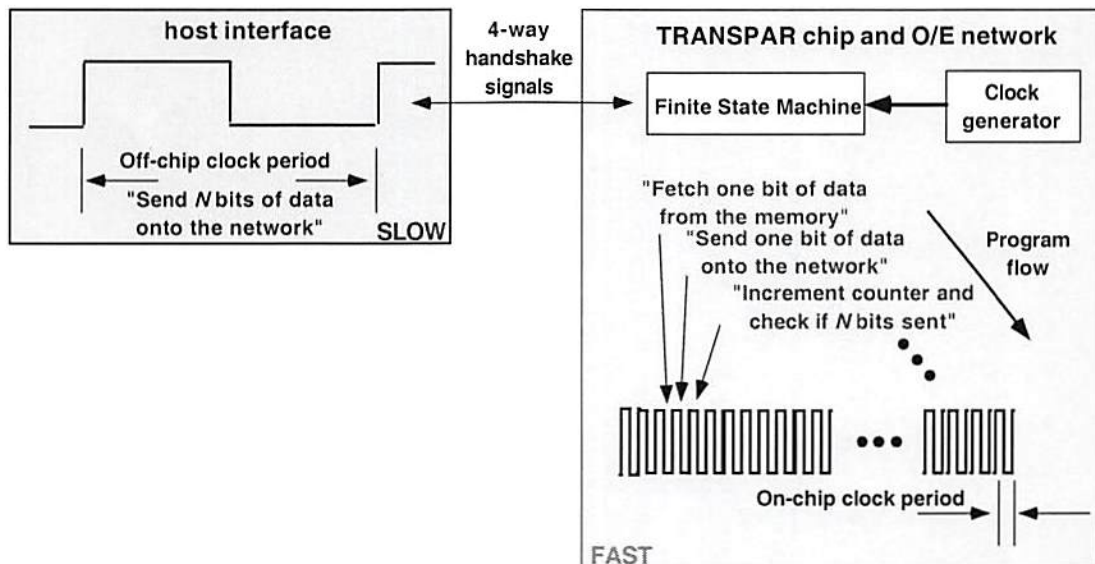 host interface
Off-chip clock period
"Send N bits of data
onto the network"
SLOW
4-way
handshake
signals
TRANSPAR chip and O/E network
Finite State Machine
Clock
generator
"Fetch one bit of data
from the memory"
"Send one bit of data
onto the network"
"Increment counter and
check if N bits sent"
Program
flow
On-chip clock period
FAST